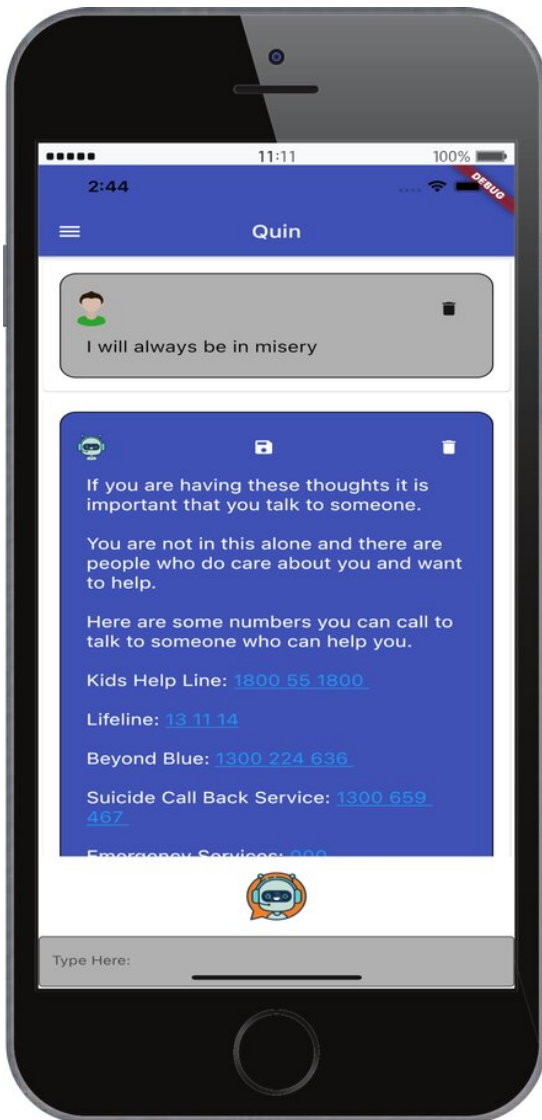 11:11 100%
2:44
DEBUG
Quin
I will always be in misery
If you are having these thoughts it is
important that you talk to someone.
You are not in this alone and there are
people who do care about you and want
to help.
Here are some numbers you can call to
talk to someone who can help you.
Kids Help Line: 1800 55 1800
Lifeline: 13 11 14
Beyond Blue: 1300 224 636
Suicide Call Back Service: 1300 659
467
Emergency Services: 000
Type Here: